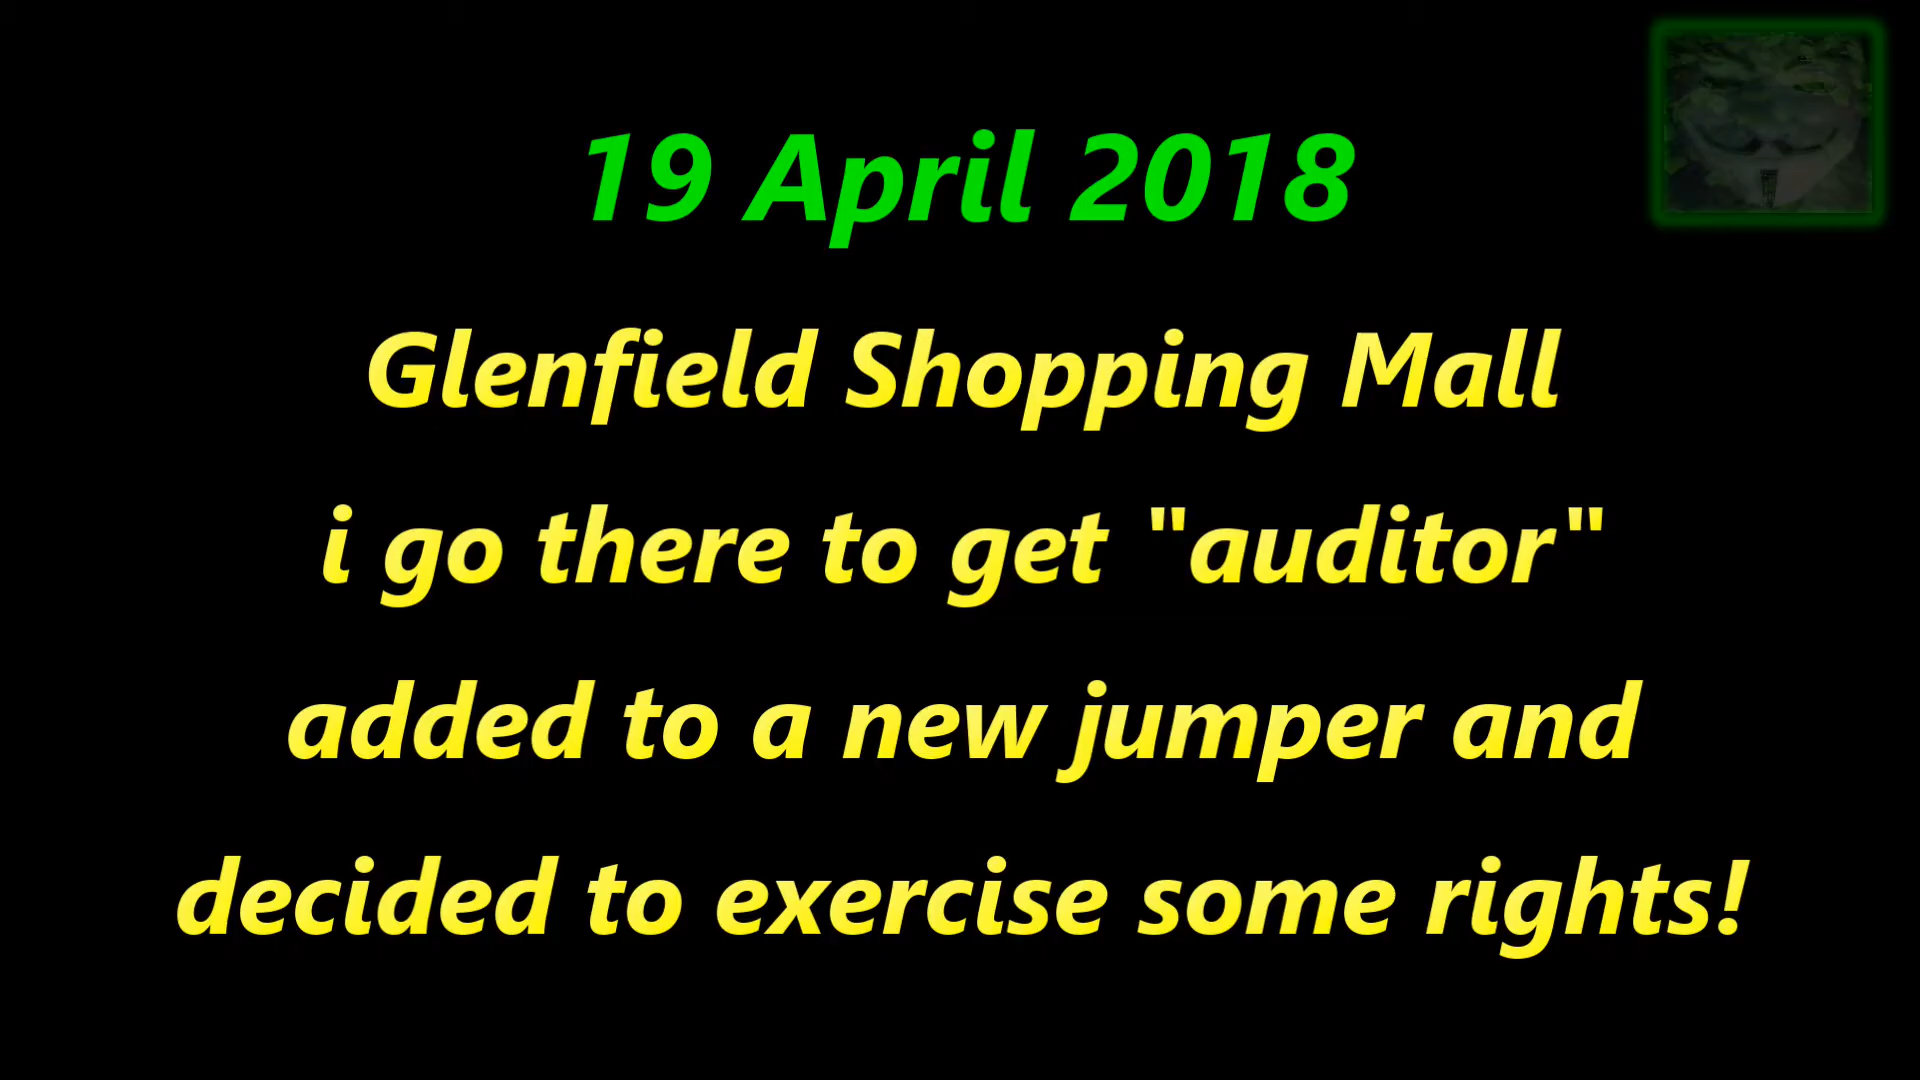 19 April 2018
Glenfield Shopping Mall
i go there to get "auditor"
added to a new jumper and
decided to exercise some rights!